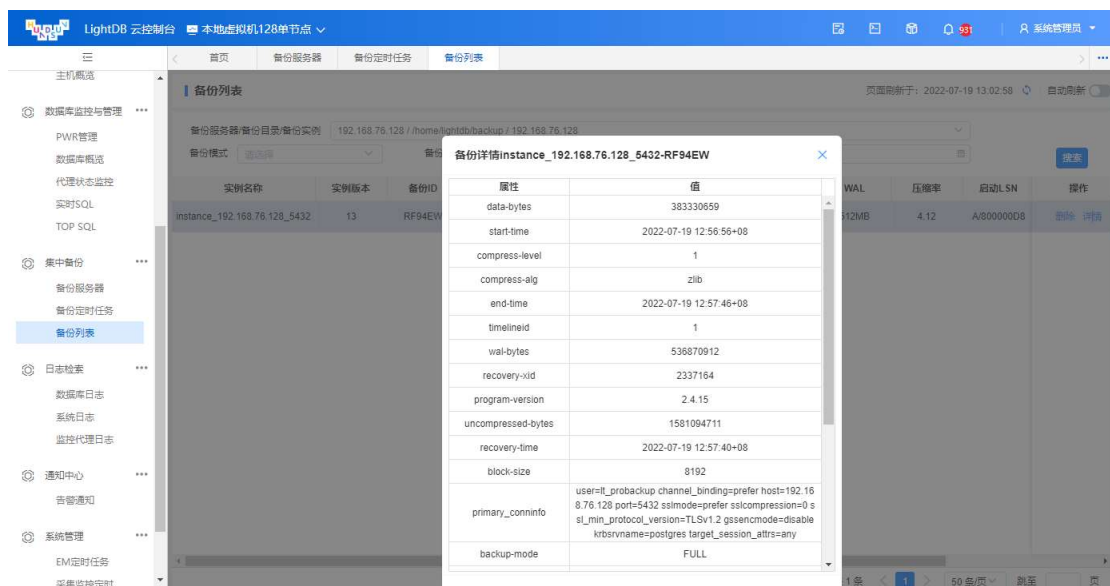 HUNDSUN
LightDB 云控制台 本地虚拟机128单节点
931
系统管理员
首页 备份服务器 备份定时任务 备份列表
主机概览
数据库监控与管理
PWR管理
数据库概览
代理状态监控
实时SQL
TOP SQL
集中备份
备份服务器
备份定时任务
备份列表
日志检索
数据库日志
系统日志
监控代理日志
通知中心
告警通知
系统管理
EM定时任务
备份列表
页面刷新于：2022-07-19 13:02:58 自动刷新
备份服务器/备份目录/备份实例 192.168.76.128 / /home/lightdb/backup / 192.168.76.128
备份模式 请选择
搜索
实例名称 实例版本 备份ID WAL 压缩率 启动LSN 操作
instance_192.168.76.128_5432 13 RF94EW 512MB 4.12 A/800000D8 删除 详情
备份详情instance_192.168.76.128_5432-RF94EW
属性 值
data-bytes 383330659
start-time 2022-07-19 12:56:56+08
compress-level 1
compress-alg zlib
end-time 2022-07-19 12:57:46+08
timelineid 1
wal-bytes 536870912
recovery-xid 2337164
program-version 2.4.15
uncompressed-bytes 1581094711
recovery-time 2022-07-19 12:57:40+08
block-size 8192
primary_conninfo user=lt_probackup channel_binding=prefer host=192.16
8.76.128 port=5432 sslmode=prefer sslcompression=0 s
sl_min_protocol_version=TLSv1.2 gssencmode=disable
krbsrvname=postgres target_session_attrs=any
backup-mode FULL
1条 1 50条/页 跳至 页